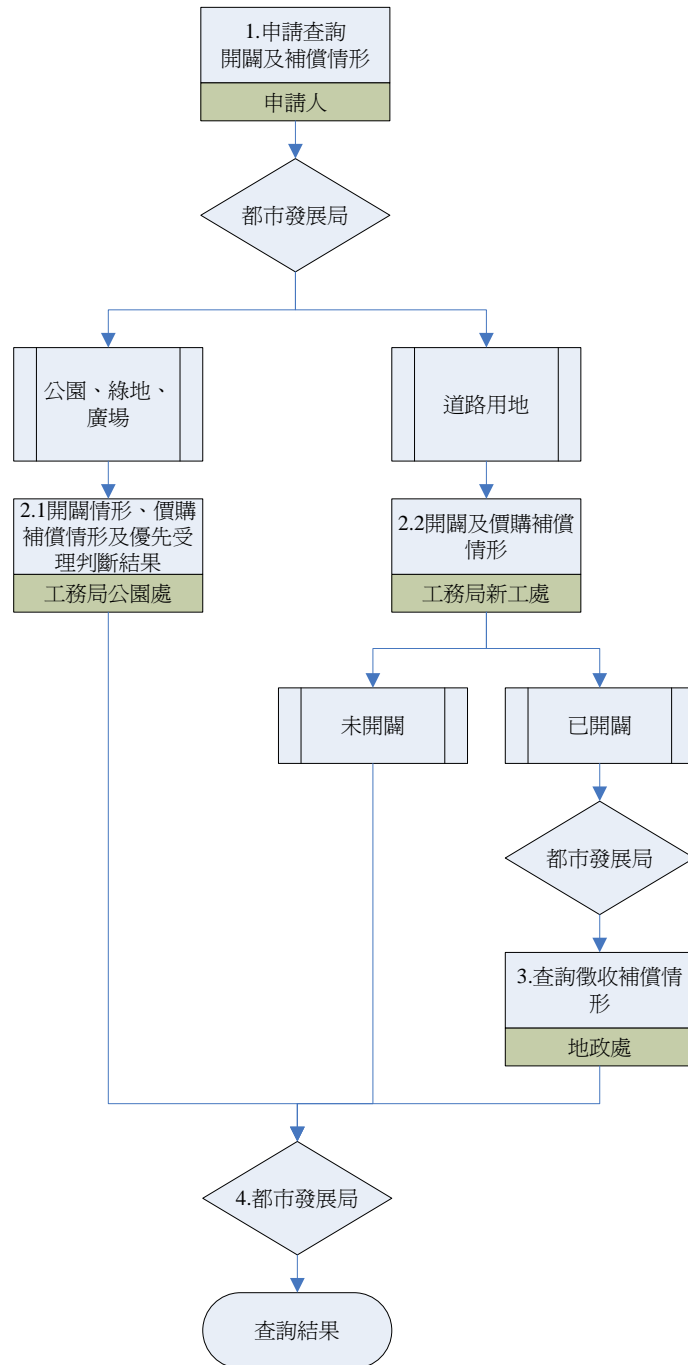 1.申請查詢
開闢及補償情形
申請人
都市發展局
公園、綠地、
廣場
道路用地
2.1開闢情形、價購
補償情形及優先受
理判斷結果
工務局公園處
2.2開闢及價購補償
情形
工務局新工處
未開闢
已開闢
都市發展局
3.查詢徵收補償情
形
地政處
4.都市發展局
查詢結果